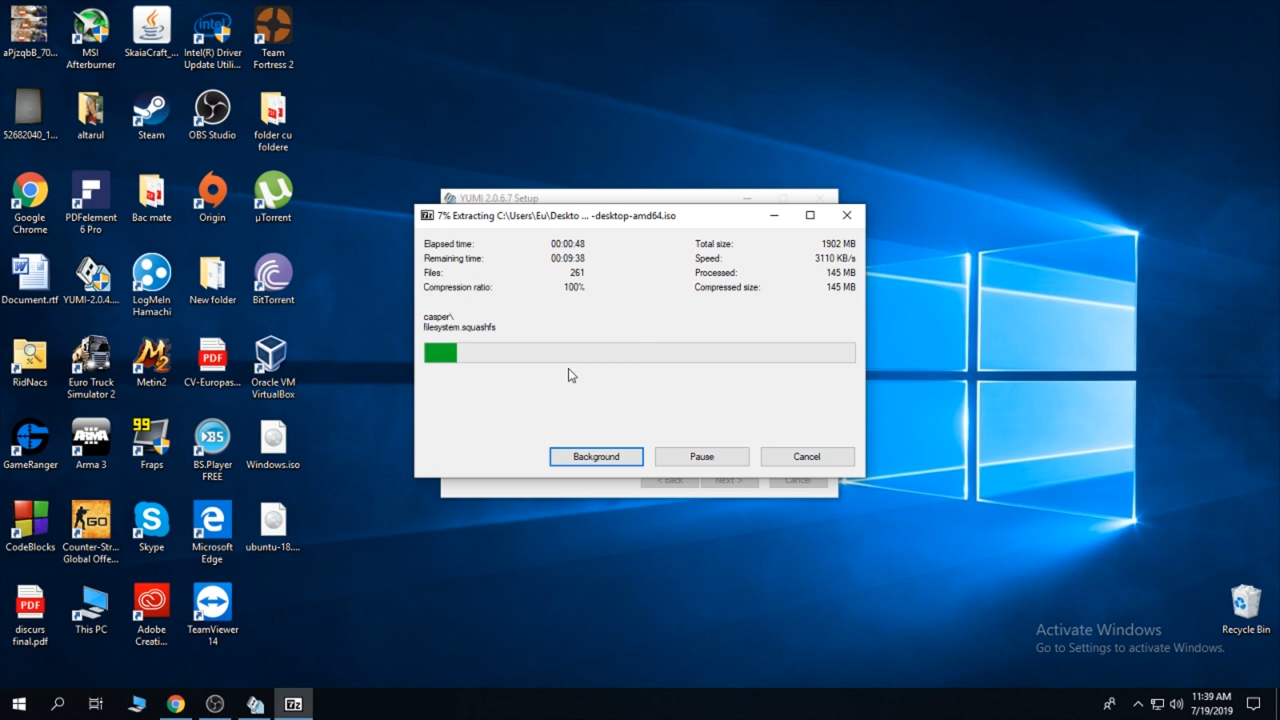 aPjzqbB_70...
MSI
Afterburner
SkaiaCraft_...
Intel(R) Driver
Update Utili...
Team
Fortress 2
52682040_1...
altarul
Steam
OBS Studio
folder cu
foldere
Google
Chrome
PDFelement
6 Pro
Bac mate
Origin
µTorrent
Document.rtf
YUMI-2.0.4....
LogMeIn
Hamachi
New folder
BitTorrent
RidNacs
Euro Truck
Simulator 2
Metin2
PDF
CV-Europas...
Oracle VM
VirtualBox
GameRanger
Arma 3
99
Fraps
BS.Player
FREE
Windows.iso
CodeBlocks
Counter-Str...
Global Offe...
Skype
Microsoft
Edge
ubuntu-18....
PDF
discurs
final.pdf
This PC
Adobe
Creati...
TeamViewer
14
YUMI 2.0.6.7 Setup
7% Extracting C:\Users\Eu\Deskto ... -desktop-amd64.iso
Elapsed time: 00:00:48 Total size: 1902 MB
Remaining time: 00:09:38 Speed: 3110 KB/s
Files: 261 Processed: 145 MB
Compression ratio: 100% Compressed size: 145 MB
casper\
filesystem.squashfs
Background Pause Cancel
< Back Next > Cancel
Recycle Bin
Activate Windows
Go to Settings to activate Windows.
11:39 AM
7/19/2019